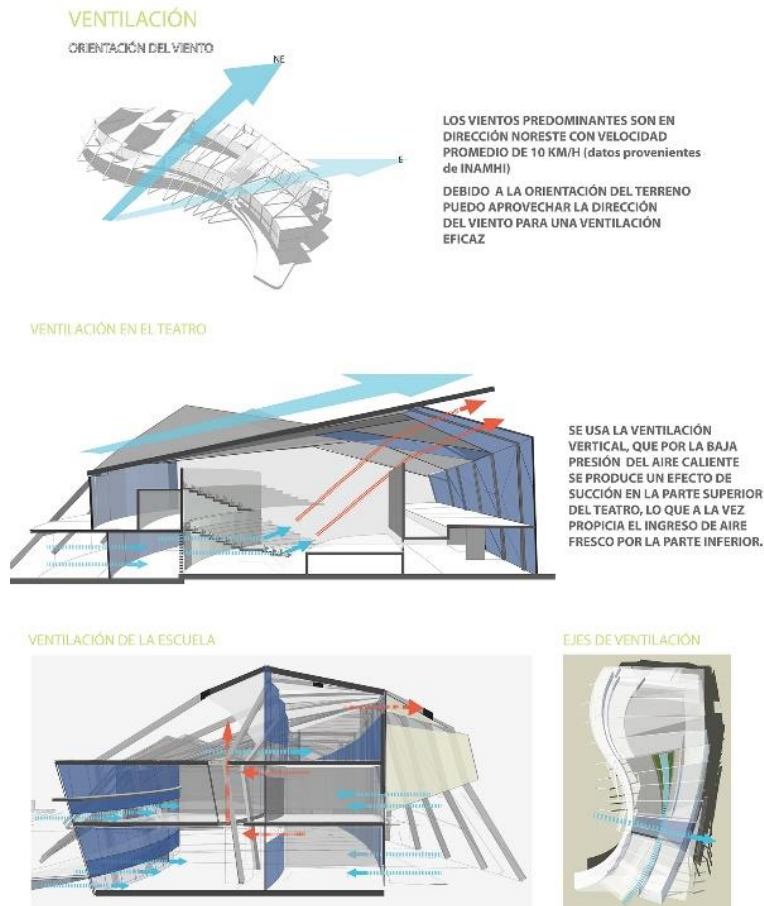 VENTILACIÓN
ORIENTACIÓN DEL VIENTO
NE
E
LOS VIENTOS PREDOMINANTES SON EN
DIRECCIÓN NORESTE CON VELOCIDAD
PROMEDIO DE 10 KM/H (datos provenientes
de INAMHI)
DEBIDO A LA ORIENTACIÓN DEL TERRENO
PUEDO APROVECHAR LA DIRECCIÓN
DEL VIENTO PARA UNA VENTILACIÓN
EFICAZ
VENTILACIÓN EN EL TEATRO
SE USA LA VENTILACIÓN
VERTICAL, QUE POR LA BAJA
PRESIÓN DEL AIRE CALIENTE
SE PRODUCE UN EFECTO DE
SUCCIÓN EN LA PARTE SUPERIOR
DEL TEATRO, LO QUE A LA VEZ
PROPICIA EL INGRESO DE AIRE
FRESCO POR LA PARTE INFERIOR.
VENTILACIÓN DE LA ESCUELA
EJES DE VENTILACIÓN